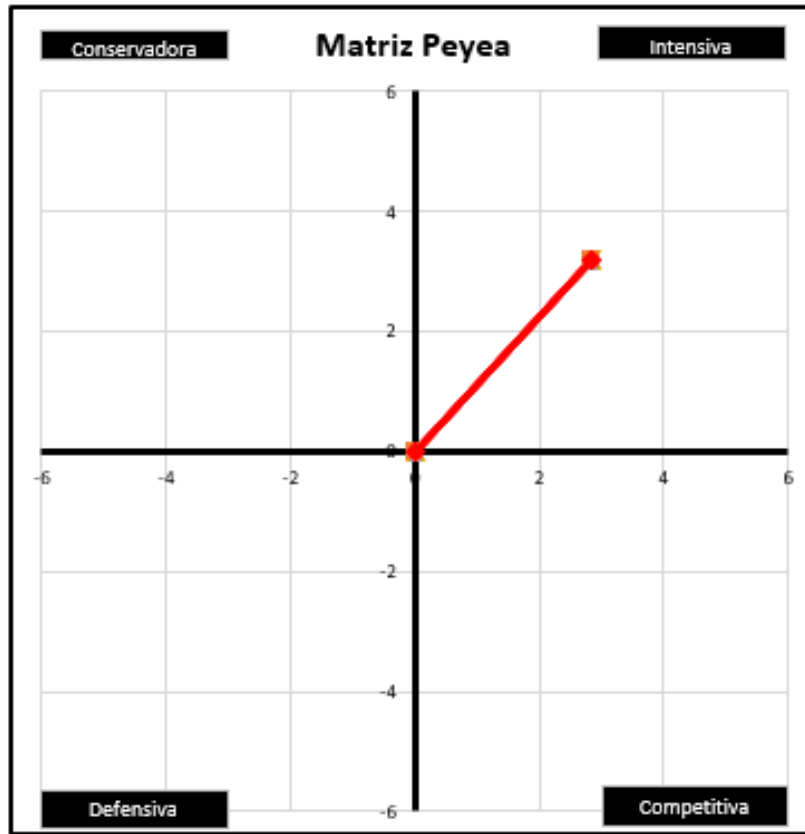 Conservadora
Matriz Peyea
Intensiva
6
4
2
0
-6 -4 -2 0 2 4 6
-2
-4
-6
Defensiva
Competitiva